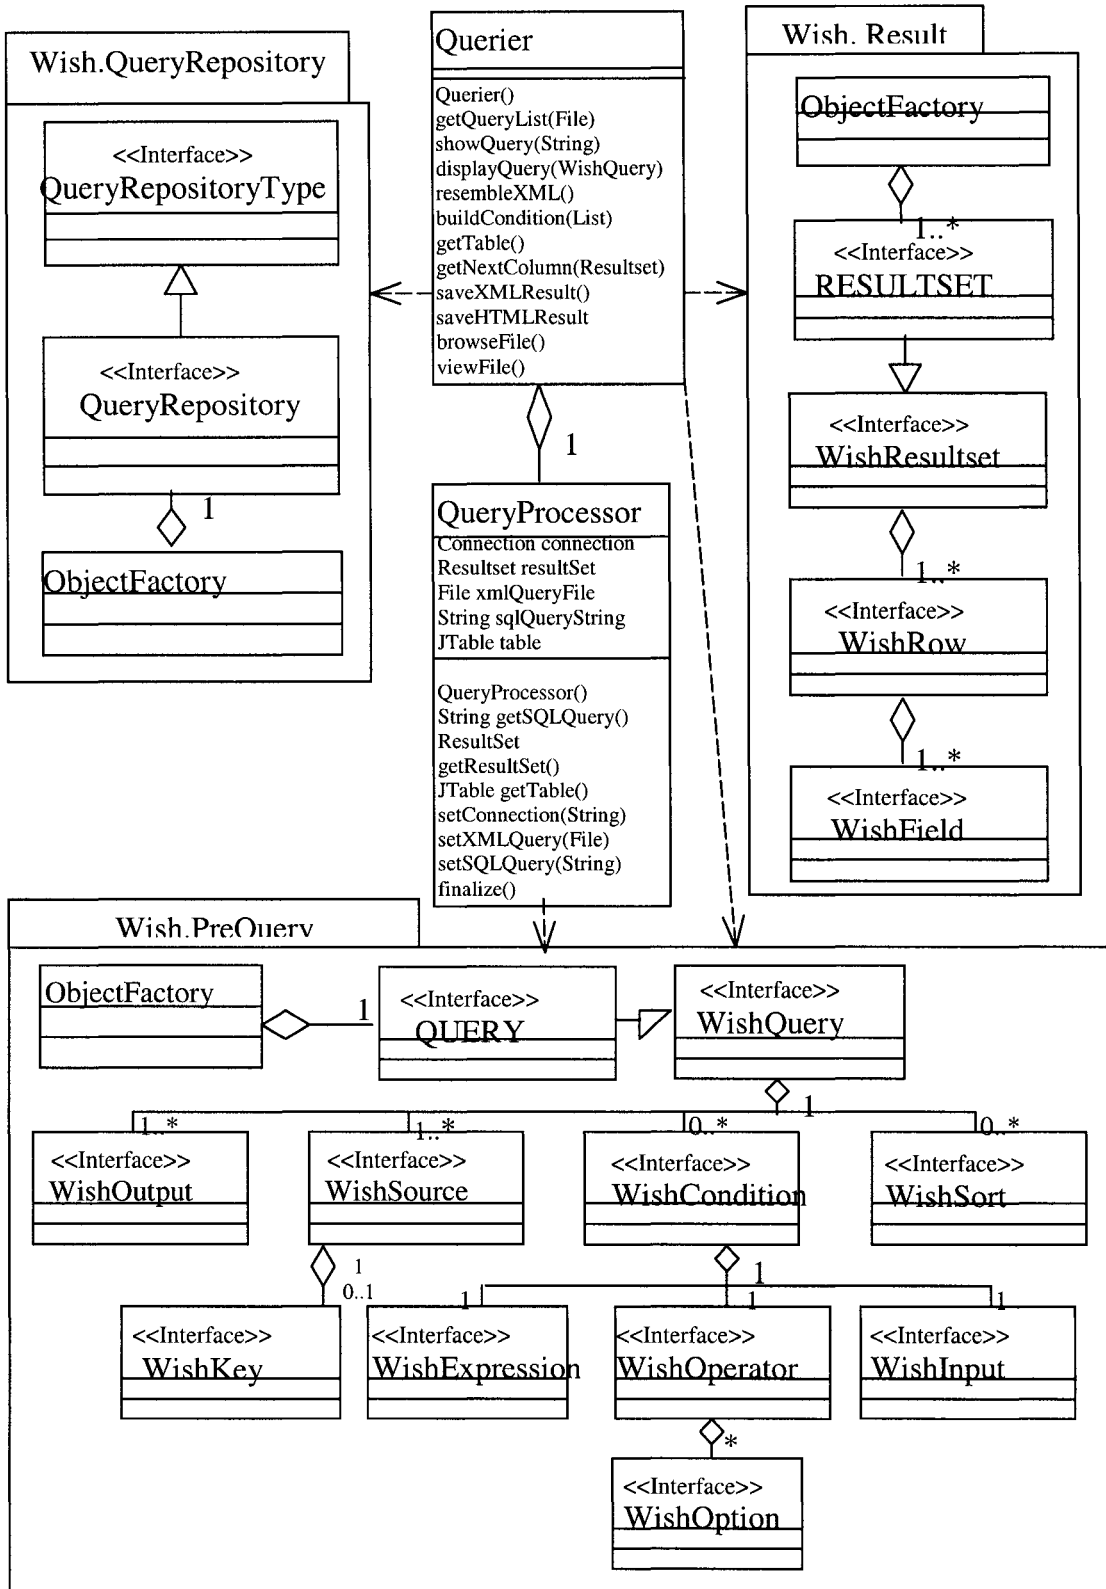 Wish.QueryRepository
<<Interface>>
QueryRepositoryType
<<Interface>>
QueryRepository
1
ObjectFactory
Querier
Querier()
getQueryList(File)
showQuery(String)
displayQuery(WishQuery)
resembleXML()
buildCondition(List)
getTable()
getNextColumn(Resultset)
saveXMLResult()
saveHTMLResult
browseFile()
viewFile()
1
QueryProcessor
Connection connection
Resultset resultSet
File xmlQueryFile
String sqlQueryString
JTable table
QueryProcessor()
String getSQLQuery()
ResultSet
getResultSet()
JTable getTable()
setConnection(String)
setXMLQuery(File)
setSQLQuery(String)
finalize()
Wish. Result
ObjectFactory
1..*
<<Interface>>
RESULTSET
<<Interface>>
WishResultset
1..*
<<Interface>>
WishRow
1..*
<<Interface>>
WishField
Wish.PreQuery
ObjectFactory
1
<<Interface>>
QUERY
<<Interface>>
WishQuery
1
1..*
1..*
0..*
0..*
<<Interface>>
WishOutput
<<Interface>>
WishSource
<<Interface>>
WishCondition
<<Interface>>
WishSort
1
0..1
1
1
1
1
<<Interface>>
WishKey
<<Interface>>
WishExpression
<<Interface>>
WishOperator
<<Interface>>
WishInput
*
<<Interface>>
WishOption